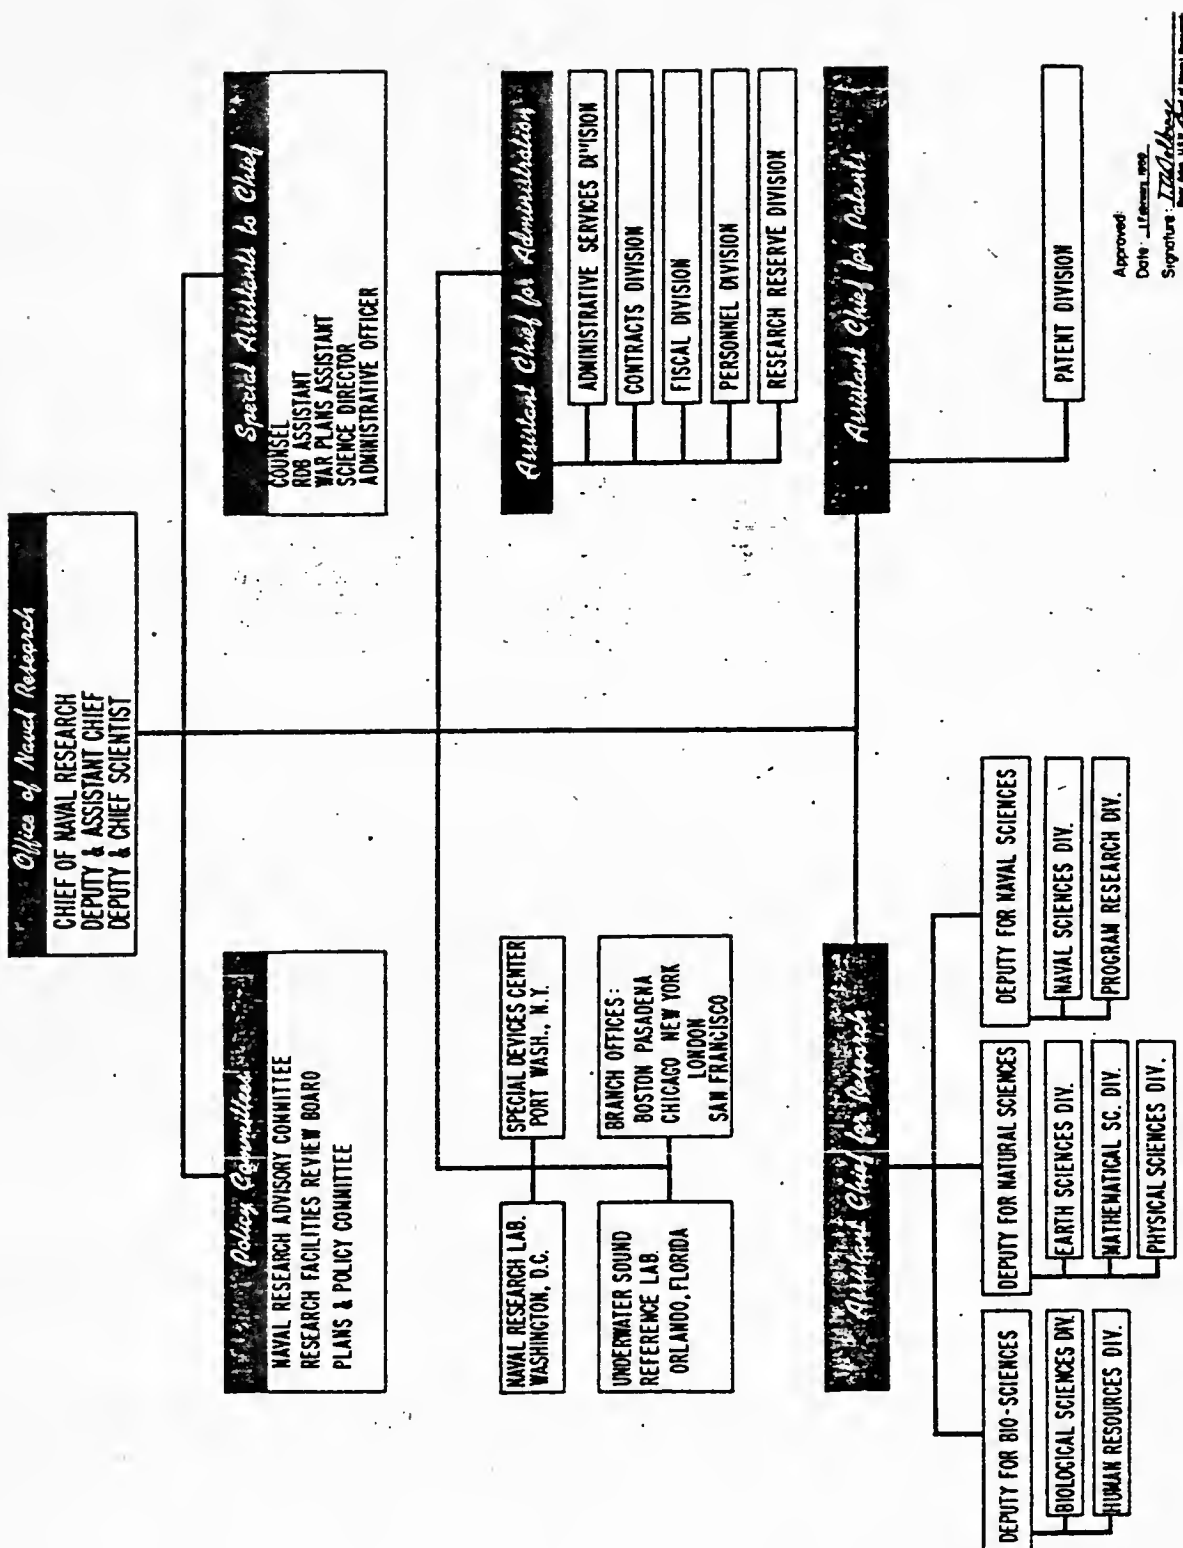 Office of Naval Research
CHIEF OF NAVAL RESEARCH
DEPUTY & ASSISTANT CHIEF
DEPUTY & CHIEF SCIENTIST
Policy Committees
NAVAL RESEARCH ADVISORY COMMITTEE
RESEARCH FACILITIES REVIEW BOARD
PLANS & POLICY COMMITTEE
Special Assistants to Chief
COUNSEL
RDB ASSISTANT
WAR PLANS ASSISTANT
SCIENCE DIRECTOR
ADMINISTRATIVE OFFICER
NAVAL RESEARCH LAB.
WASHINGTON, D.C.
SPECIAL DEVICES CENTER
PORT WASH., N.Y.
UNDERWATER SOUND
REFERENCE LAB.
ORLANDO, FLORIDA
BRANCH OFFICES:
BOSTON PASADENA
CHICAGO NEW YORK
LONDON
SAN FRANCISCO
Assistant Chief for Administration
ADMINISTRATIVE SERVICES DIVISION
CONTRACTS DIVISION
FISCAL DIVISION
PERSONNEL DIVISION
RESEARCH RESERVE DIVISION
Assistant Chief for Research
DEPUTY FOR BIO-SCIENCES
BIOLOGICAL SCIENCES DIV.
HUMAN RESOURCES DIV.
DEPUTY FOR NATURAL SCIENCES
EARTH SCIENCES DIV.
MATHEMATICAL SC. DIV.
PHYSICAL SCIENCES DIV.
DEPUTY FOR NAVAL SCIENCES
NAVAL SCIENCES DIV.
PROGRAM RESEARCH DIV.
Assistant Chief for Patents
PATENT DIVISION
Approved:
Date:
Signature: